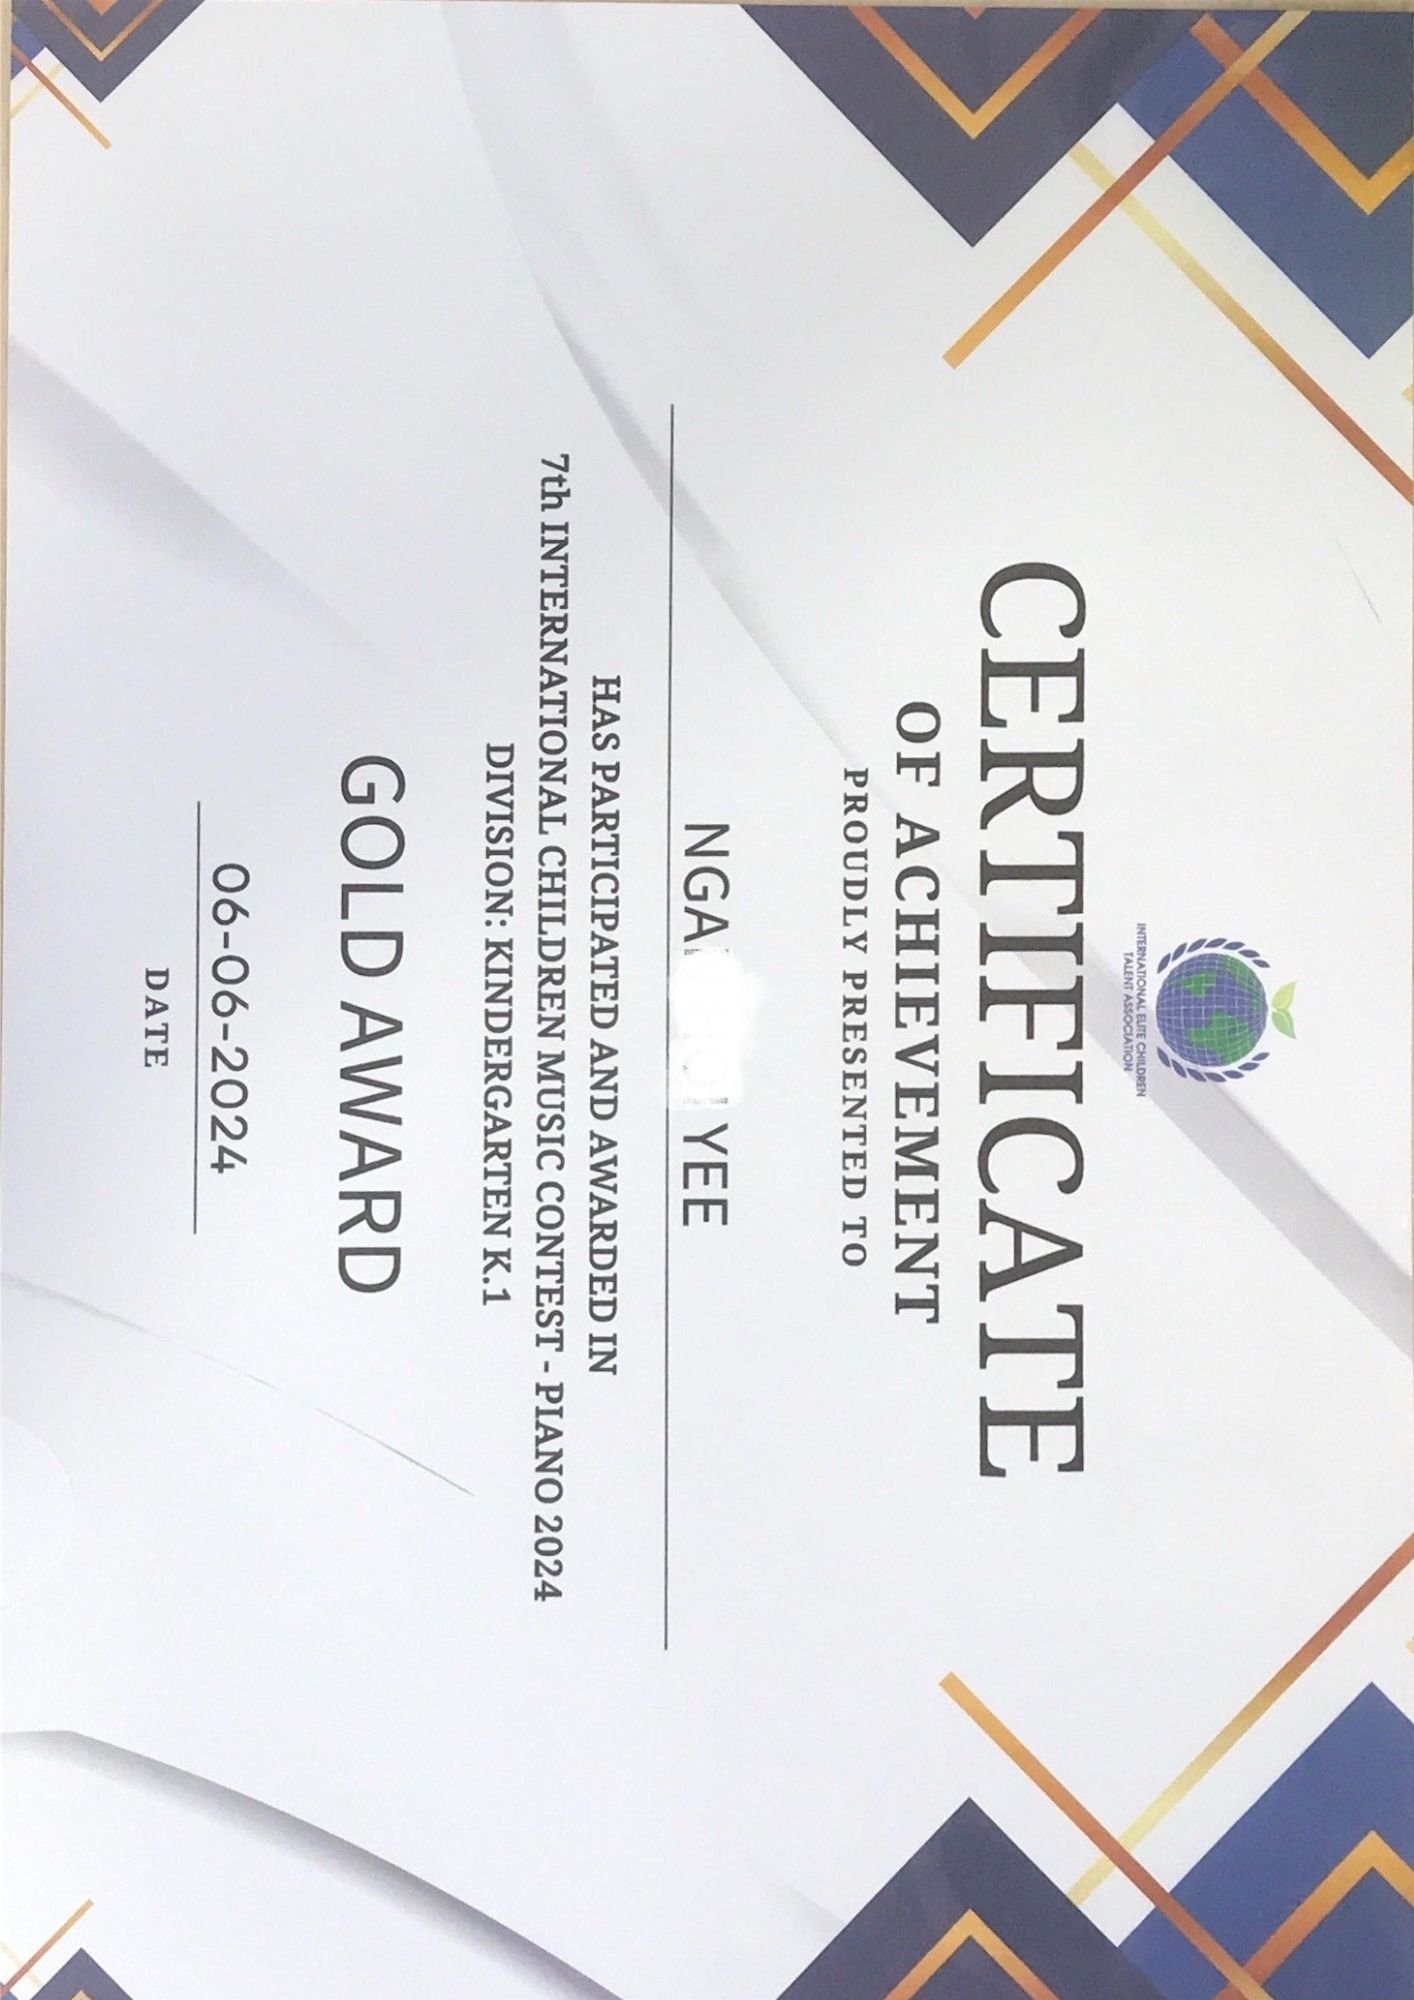 INTERNATIONAL ELITE CHILDREN
TALENT ASSOCIATION
CERTIFICATE
OF ACHIEVEMENT
PROUDLY PRESENTED TO
NGA YEE
HAS PARTICIPATED AND AWARDED IN
7th INTERNATIONAL CHILDREN MUSIC CONTEST - PIANO 2024
DIVISION: KINDERGARTEN K.1
GOLD AWARD
06-06-2024
DATE